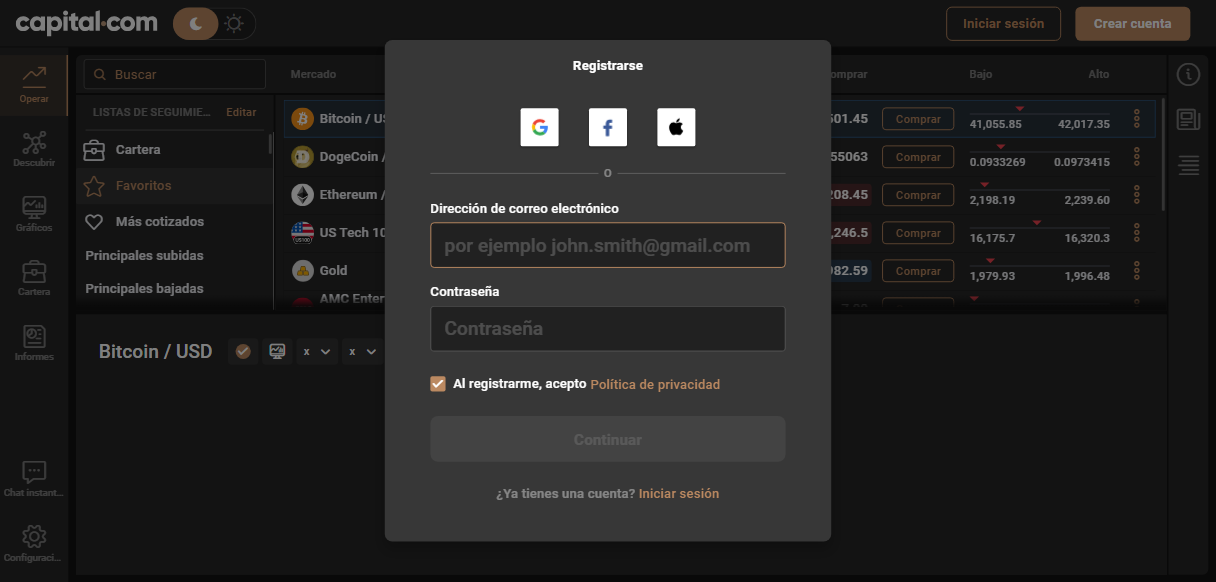 capital.com
Iniciar sesión
Crear cuenta
Operar
Descubrir
Gráficos
Cartera
Informes
Chat instant...
Configuraci...
Buscar
LISTAS DE SEGUIMIE... Editar
Cartera
Favoritos
Más cotizados
Principales subidas
Principales bajadas
Mercado
omprar Bajo Alto
Bitcoin / US
501.45 Comprar 41,055.85 42,017.35
DogeCoin /
55063 Comprar 0.0933269 0.0973415
Ethereum /
208.45 Comprar 2,198.19 2,239.60
US100
US Tech 10
,246.5 Comprar 16,175.7 16,320.3
Gold
982.59 Comprar 1,979.93 1,996.48
AMC Enter
Bitcoin / USD
x x
Registrarse
G f
O
Dirección de correo electrónico
por ejemplo john.smith@gmail.com
Contraseña
Contraseña
Al registrarme, acepto Política de privacidad
Continuar
¿Ya tienes una cuenta? Iniciar sesión